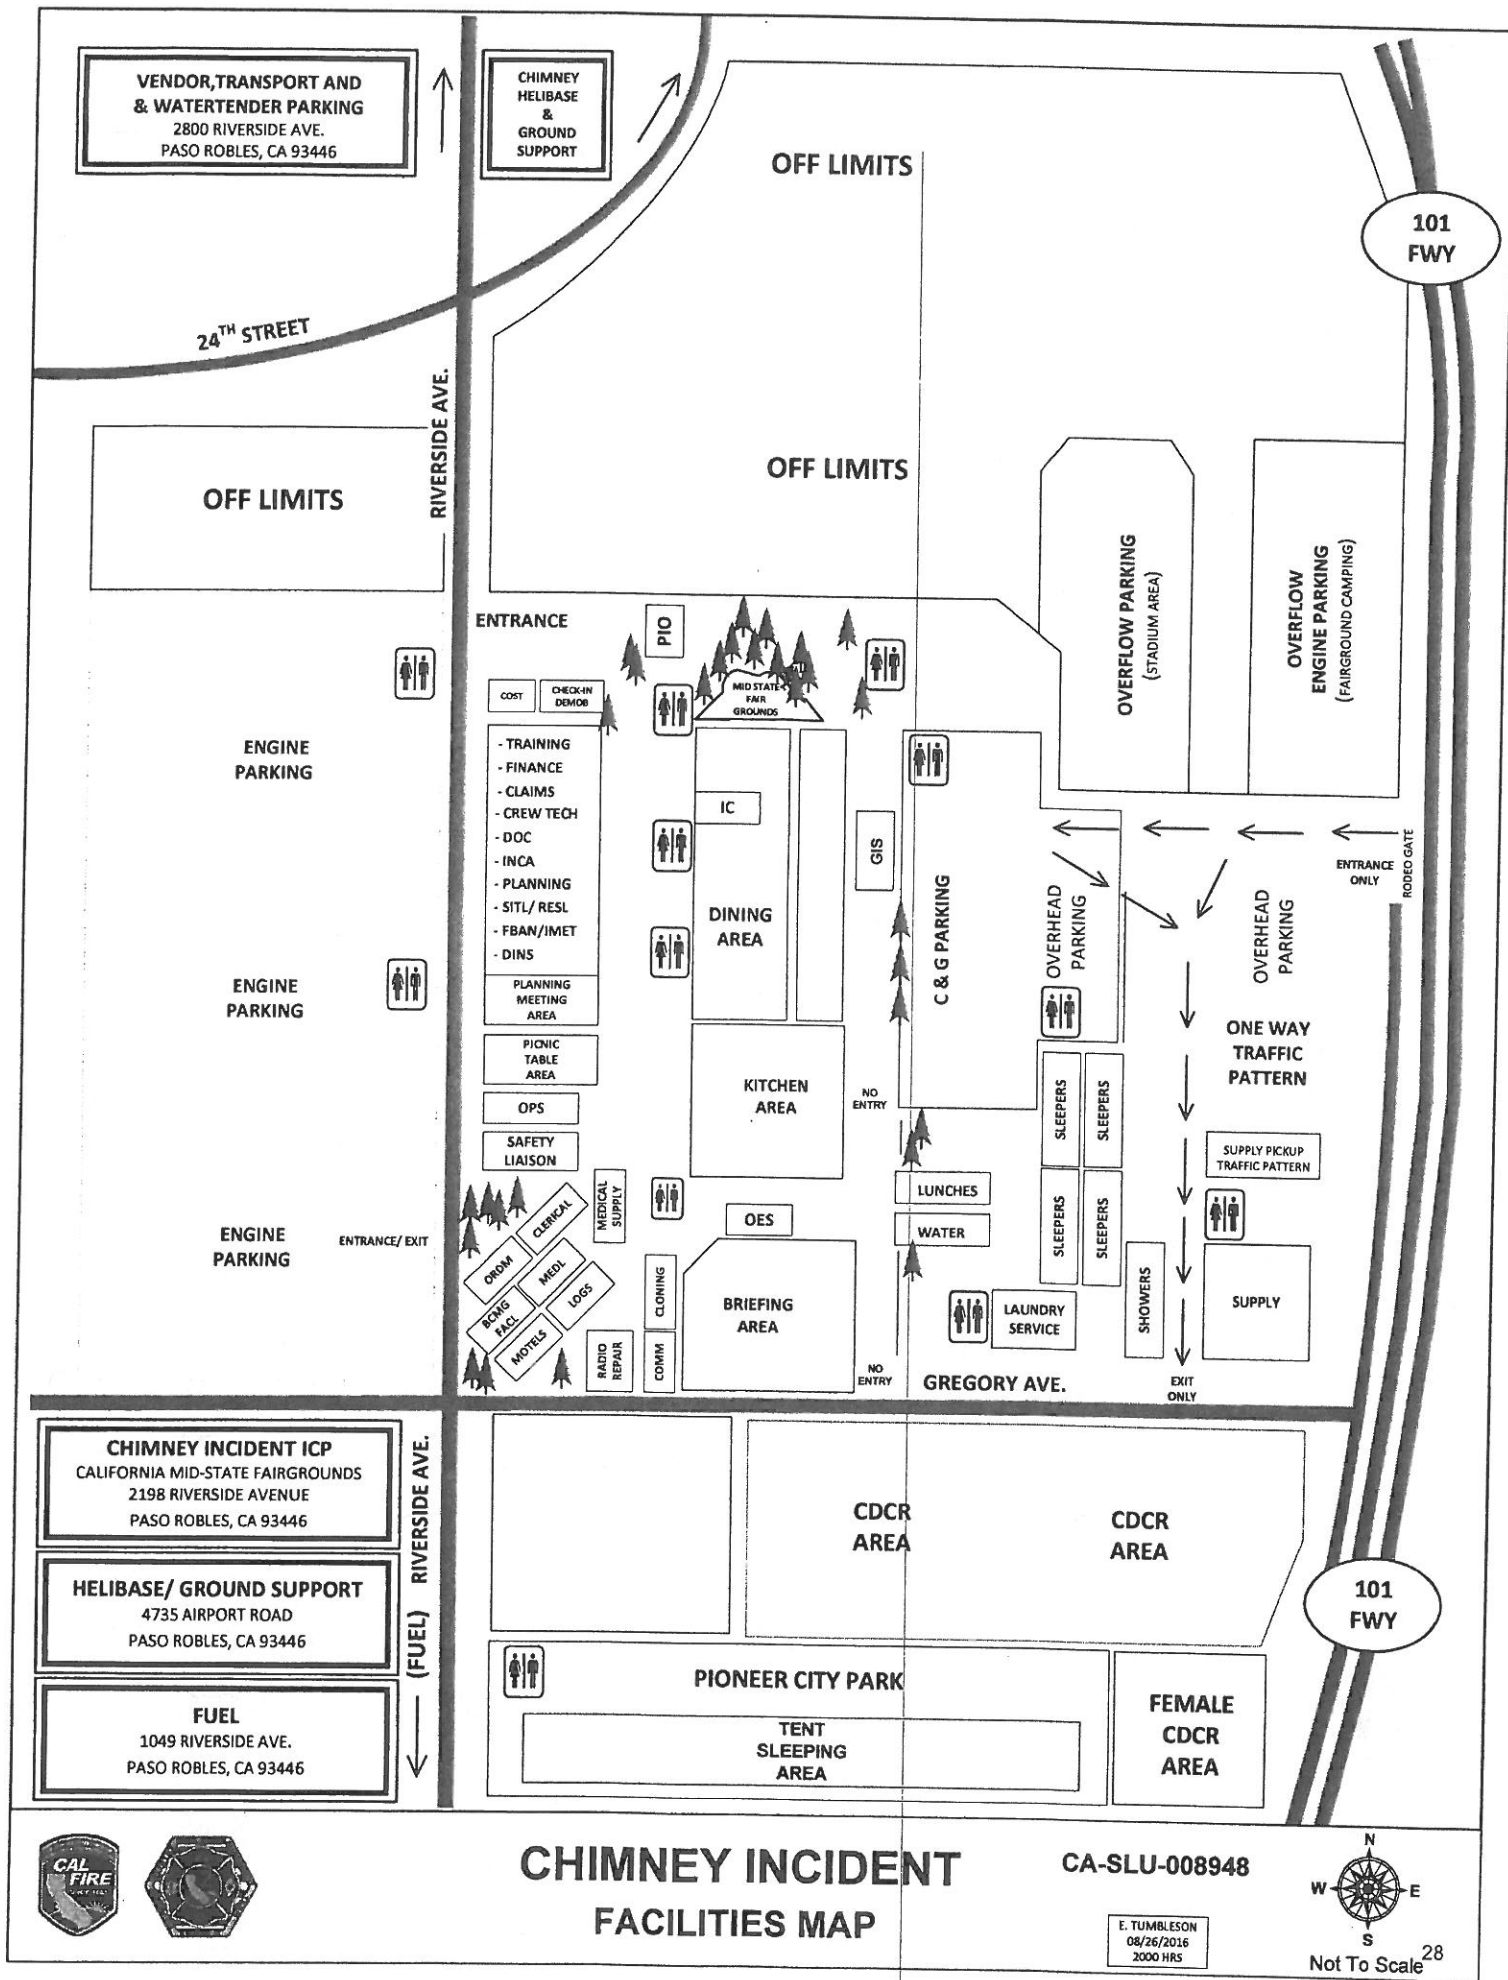 VENDOR,TRANSPORT AND
& WATERTENDER PARKING
2800 RIVERSIDE AVE.
PASO ROBLES, CA 93446
CHIMNEY
HELIBASE
&
GROUND
SUPPORT
OFF LIMITS
101
FWY
24TH STREET
RIVERSIDE AVE.
OFF LIMITS
OFF LIMITS
OVERFLOW PARKING
(STADIUM AREA)
OVERFLOW
ENGINE PARKING
(FAIRGROUND CAMPING)
ENTRANCE
PIO
COST
CHECK-IN
DEMOB
MID STATE
FAIR
GROUNDS
ENGINE
PARKING
- TRAINING
- FINANCE
- CLAIMS
- CREW TECH
- DOC
- INCA
- PLANNING
- SITL/ RESL
- FBAN/IMET
- DINS
PLANNING
MEETING
AREA
PICNIC
TABLE
AREA
OPS
SAFETY
LIAISON
IC
DINING
AREA
GIS
C & G PARKING
OVERHEAD
PARKING
OVERHEAD
PARKING
ENTRANCE
ONLY
RODEO GATE
ENGINE
PARKING
KITCHEN
AREA
NO
ENTRY
ONE WAY
TRAFFIC
PATTERN
SLEEPERS
SLEEPERS
SLEEPERS
SLEEPERS
SUPPLY PICKUP
TRAFFIC PATTERN
LUNCHES
WATER
ENGINE
PARKING
ENTRANCE/ EXIT
CLERICAL
MEDICAL
SUPPLY
ORDM
MEDL
BCMG
FACL
LOGS
MOTELS
RADIO
REPAIR
CLONING
COMM
OES
BRIEFING
AREA
LAUNDRY
SERVICE
SHOWERS
SUPPLY
NO
ENTRY
GREGORY AVE.
EXIT
ONLY
CHIMNEY INCIDENT ICP
CALIFORNIA MID-STATE FAIRGROUNDS
2198 RIVERSIDE AVENUE
PASO ROBLES, CA 93446
HELIBASE/ GROUND SUPPORT
4735 AIRPORT ROAD
PASO ROBLES, CA 93446
FUEL
1049 RIVERSIDE AVE.
PASO ROBLES, CA 93446
(FUEL) RIVERSIDE AVE.
CDCR
AREA
CDCR
AREA
101
FWY
PIONEER CITY PARK
TENT
SLEEPING
AREA
FEMALE
CDCR
AREA
CAL
FIRE
CHIMNEY INCIDENT
FACILITIES MAP
CA-SLU-008948
E. TUMBLESON
08/26/2016
2000 HRS
N
W
E
S
Not To Scale
28